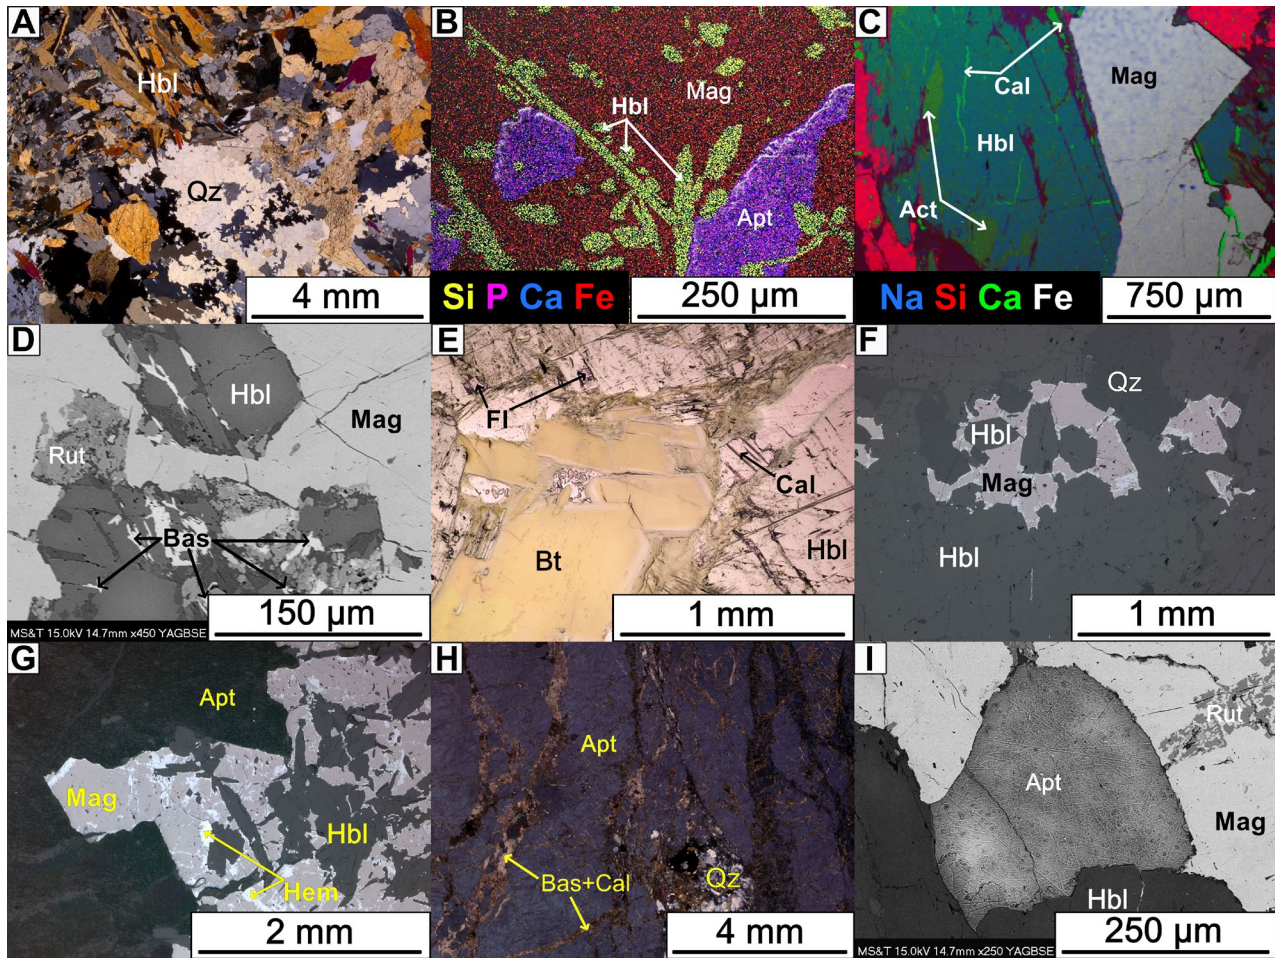 A
Hbl
Qz
4 mm
B
Hbl
Mag
Apt
Si P Ca Fe
250 µm
C
Cal
Mag
Hbl
Act
Na Si Ca Fe
750 µm
D
Hbl
Mag
Rut
Bas
150 µm
MS&T 15.0kV 14.7mm x450 YAGBSE
E
Fl
Cal
Bt
Hbl
1 mm
F
Qz
Hbl
Mag
Hbl
1 mm
G
Apt
Mag
Hbl
Hem
2 mm
H
Apt
Bas+Cal
Qz
4 mm
I
Rut
Apt
Mag
Hbl
250 µm
MS&T 15.0kV 14.7mm x250 YAGBSE